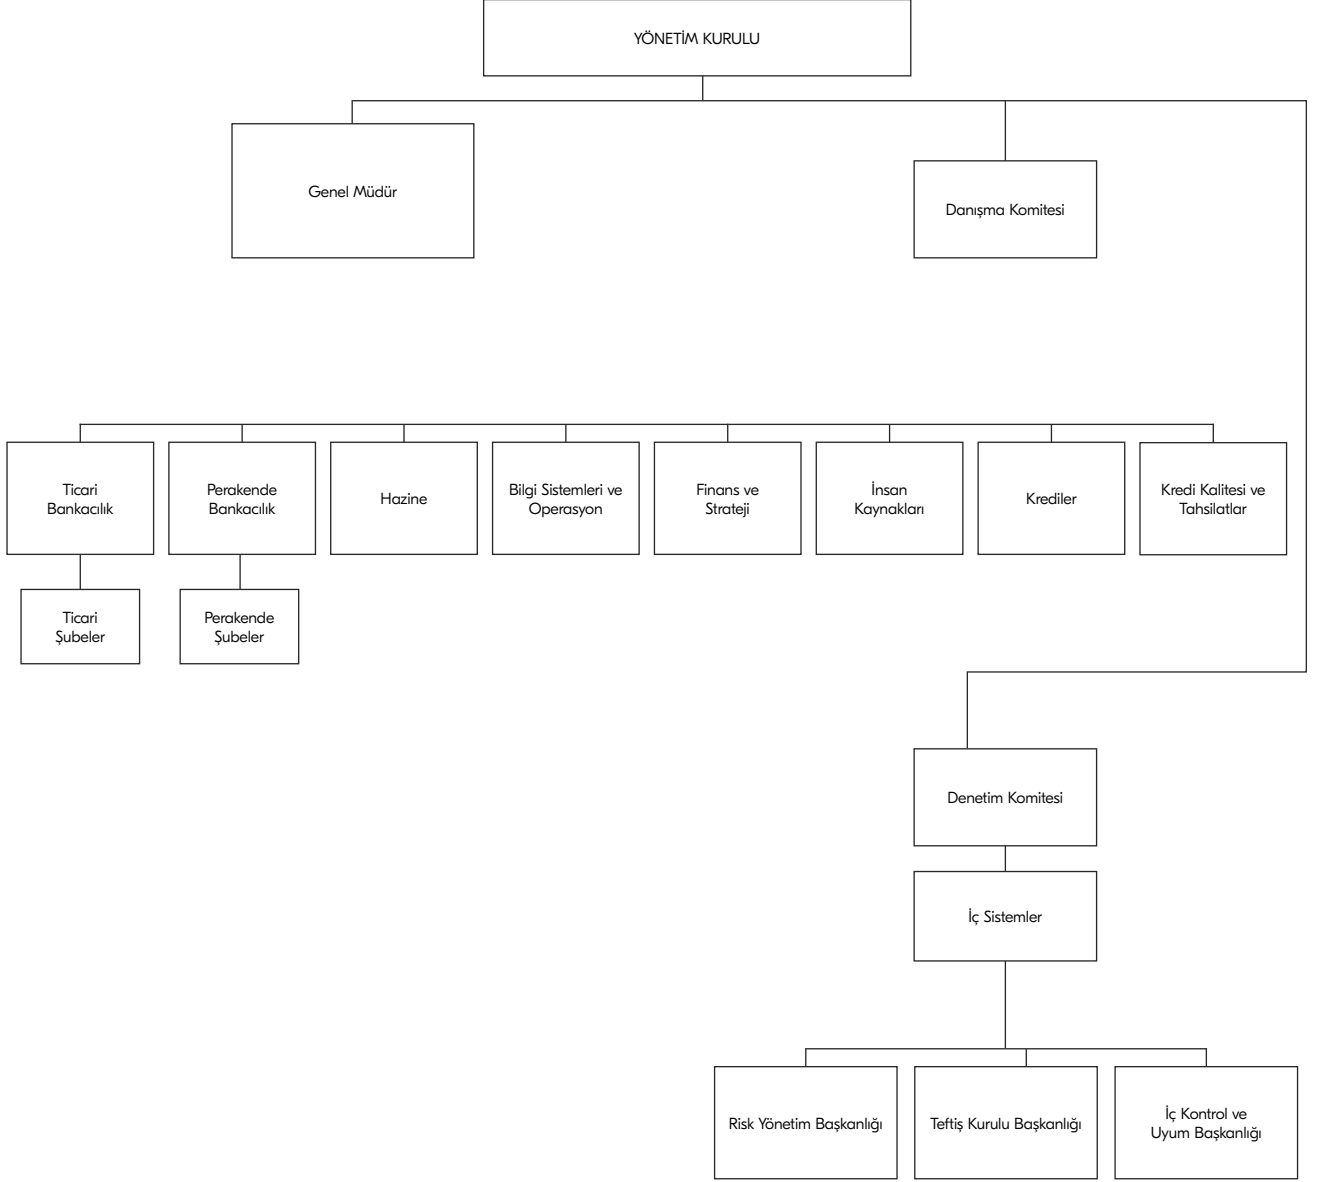 YÖNETİM KURULU
Genel Müdür
Danışma Komitesi
Ticari
Bankacılık
Perakende
Bankacılık
Hazine
Bilgi Sistemleri ve
Operasyon
Finans ve
Strateji
İnsan
Kaynakları
Krediler
Kredi Kalitesi ve
Tahsilatlar
Ticari
Şubeler
Perakende
Şubeler
Denetim Komitesi
İç Sistemler
Risk Yönetim Başkanlığı
Teftiş Kurulu Başkanlığı
İç Kontrol ve
Uyum Başkanlığı